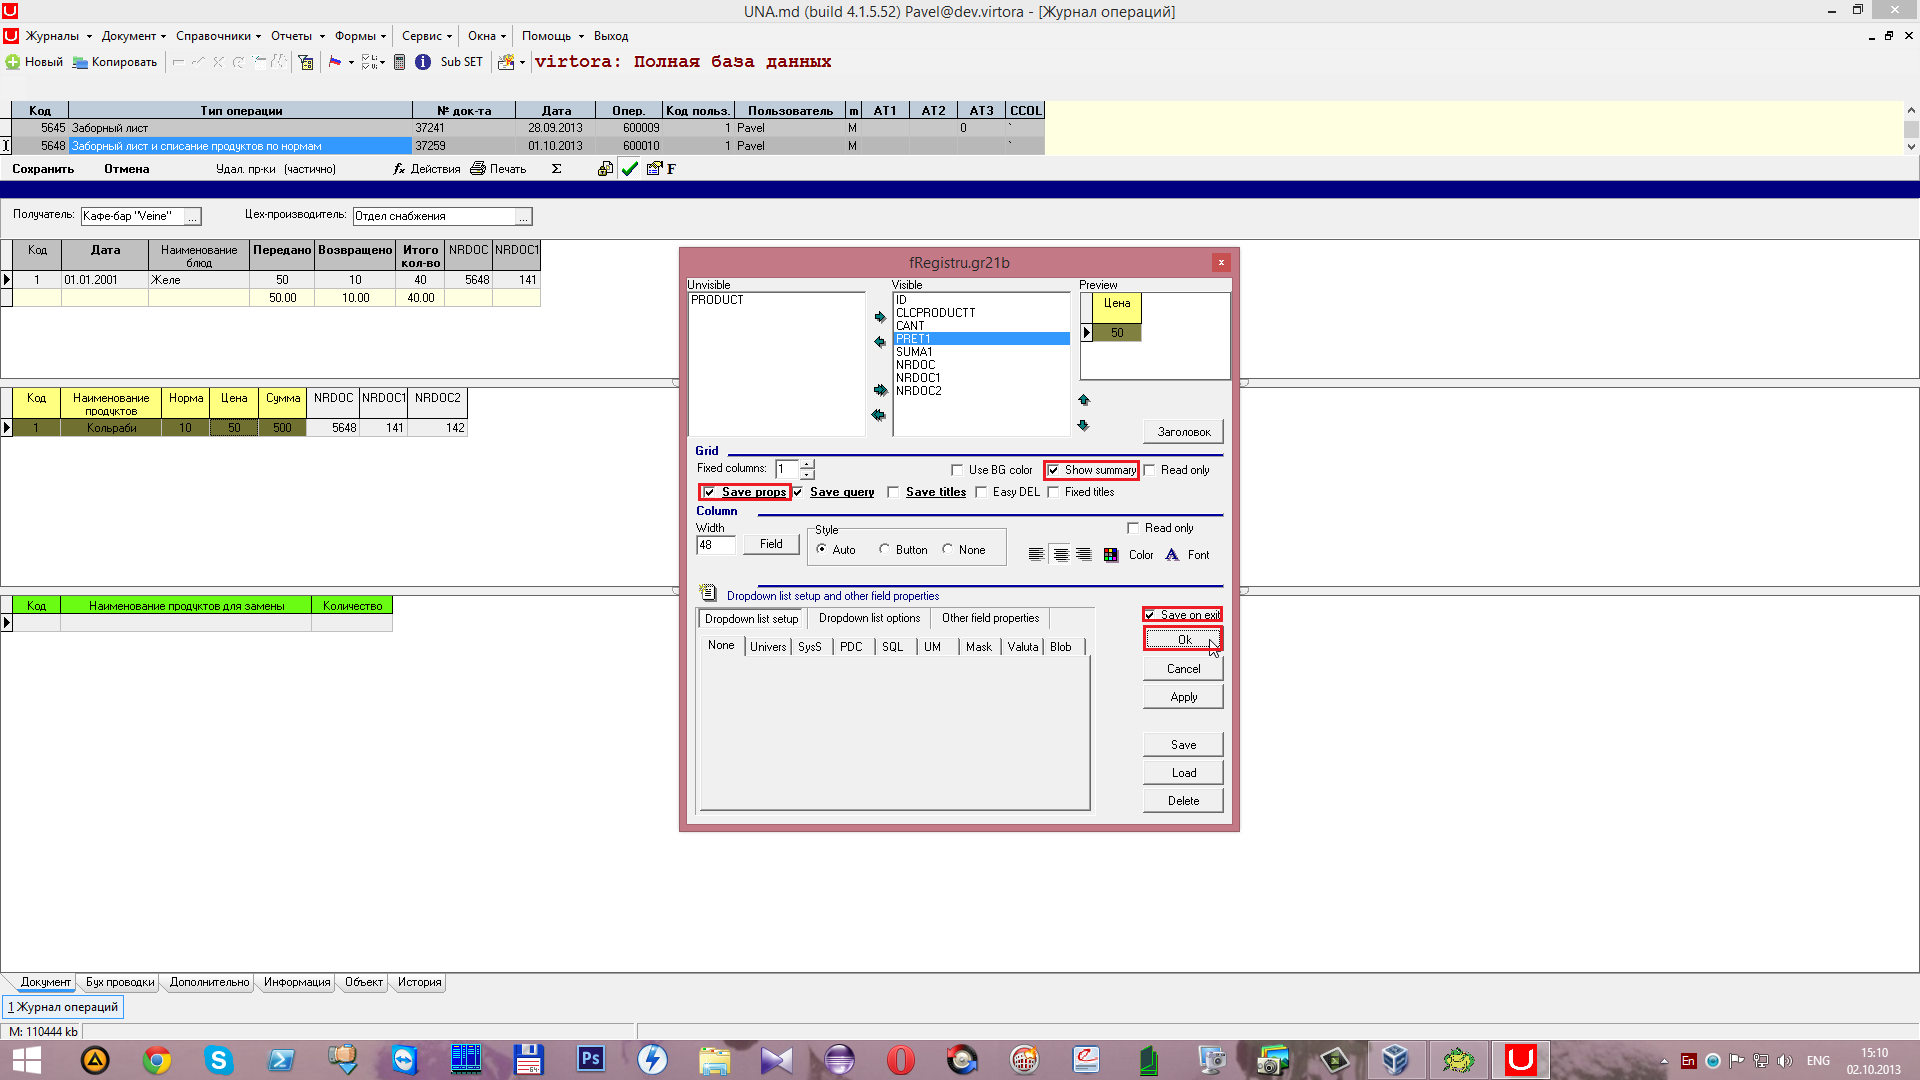 UNA.md (build 4.1.5.52) Pavel@dev.virtora - [Журнал операций]
Журналы Документ Справочники Отчеты Формы Сервис Окна Помощь Выход
Новый Копировать Sub SET virtora: Полная база данных
Код Тип операции № док-та Дата Опер. Код польз. Пользователь m AT1 AT2 AT3 CCOL
5645 Заборный лист 37241 28.09.2013 600009 1 Pavel M 0 `
5648 Заборный лист и списание продуктов по нормам 37259 01.10.2013 600010 1 Pavel M `
Сохранить Отмена Удал. пр-ки (частично) fx Действия Печать Σ F
Получатель: Кафе-бар "Veine" ... Цех-производитель: Отдел снабжения ...
Код Дата Наименование блюд Передано Возвращено Итого кол-во NRDOC NRDOC1
1 01.01.2001 Желе 50 10 40 5648 141
50.00 10.00 40.00
Код Наименование продуктов Норма Цена Сумма NRDOC NRDOC1 NRDOC2
1 Кольраби 10 50 500 5648 141 142
Код Наименование продуктов для замены Количество
fRegistru.gr21b
Unvisible Visible Preview
PRODUCT
ID
CLCPRODUCTT
CANT
PRET1
SUMA1
NRDOC
NRDOC1
NRDOC2
Цена
50
Заголовок
Grid
Fixed columns: 1 Use BG color Show summary Read only
Save props Save query Save titles Easy DEL Fixed titles
Column
Width Style Read only
48 Field Auto Button None Color Font
Dropdown list setup and other field properties
Dropdown list setup Dropdown list options Other field properties
None Univers SysS PDC SQL UM Mask Valuta Blob
Save on exit
Ok
Cancel
Apply
Save
Load
Delete
Документ Бух проводки Дополнительно Информация Объект История
1 Журнал операций
M: 110444 kb
Ps
64
En
ENG
15:10
02.10.2013